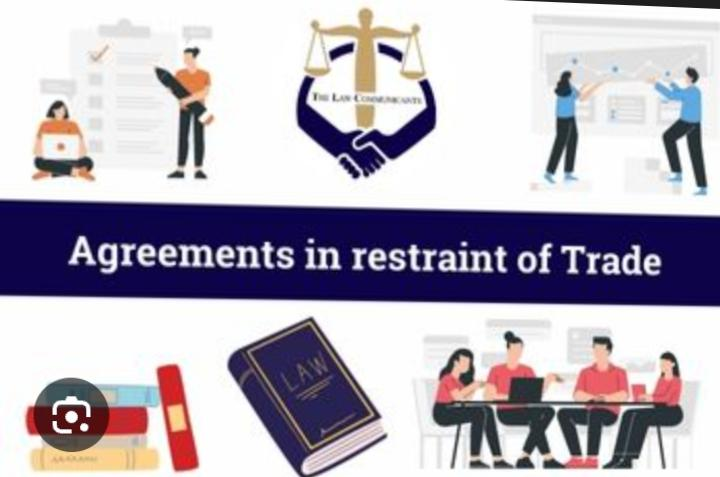 The Law Communicants
Agreements in restraint of Trade
LAW